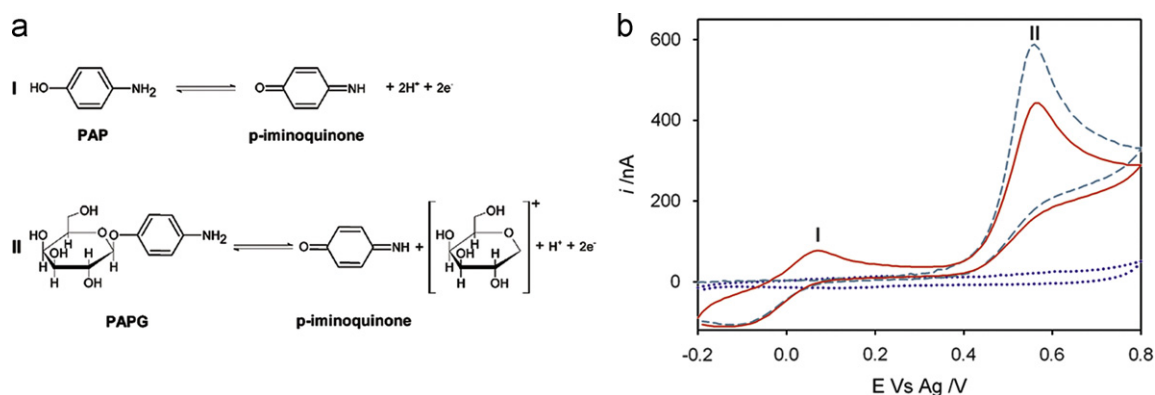 a
I HO NH₂ O NH + 2H⁺ + 2e⁻
PAP p-iminoquinone
II OH HO H O O NH₂ O NH + OH HO H O + + H⁺ + 2e⁻
OH H H OH H
H H
H OH H OH
PAPG p-iminoquinone
b
600
400
200
0
i /nA
I
II
-0.2 0.0 0.2 0.4 0.6 0.8
E Vs Ag /V